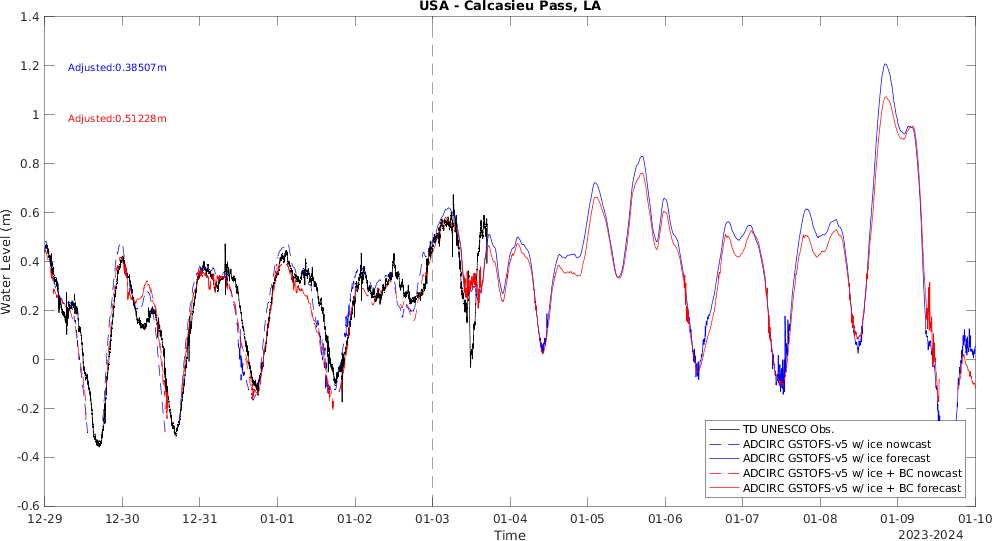 USA - Calcasieu Pass, LA
1.4
1.2
1
0.8
0.6
0.4
0.2
0
-0.2
-0.4
-0.6
Water Level (m)
Adjusted:0.38507m
Adjusted:0.51228m
TD UNESCO Obs.
ADCIRC GSTOFS-v5 w/ ice nowcast
ADCIRC GSTOFS-v5 w/ ice forecast
ADCIRC GSTOFS-v5 w/ ice + BC nowcast
ADCIRC GSTOFS-v5 w/ ice + BC forecast
12-29 12-30 12-31 01-01 01-02 01-03 01-04 01-05 01-06 01-07 01-08 01-09 01-10
Time
2023-2024